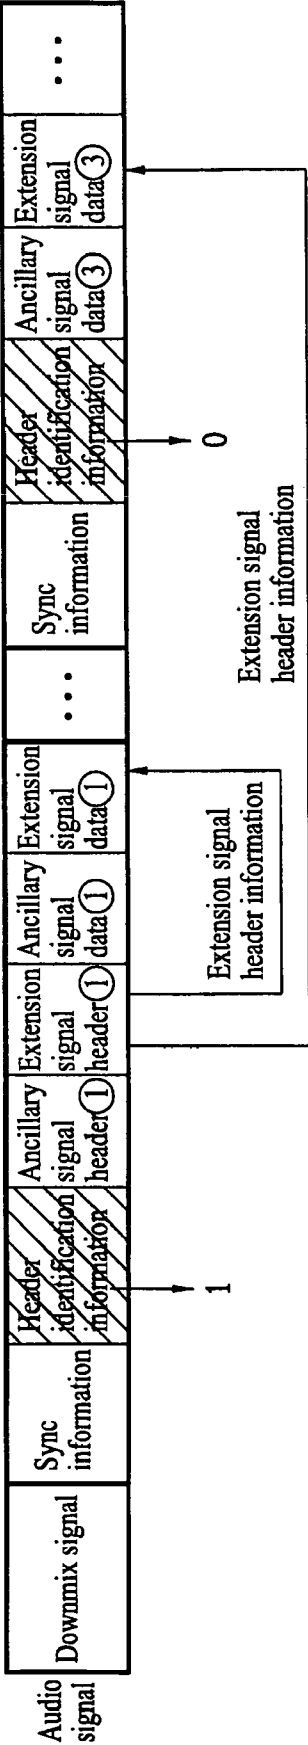 Audio
signal
Downmix signal
Sync
information
Header
identification
information
Ancillary
signal
header①
Extension
signal
header①
Ancillary
signal
data①
Extension
signal
data①
• • •
Sync
information
Header
identification
information
Ancillary
signal
data③
Extension
signal
data③
• • •
1
Extension signal
header information
0
Extension signal
header information